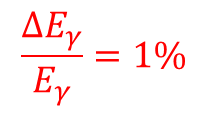 ΔE_γ / E_γ = 1%